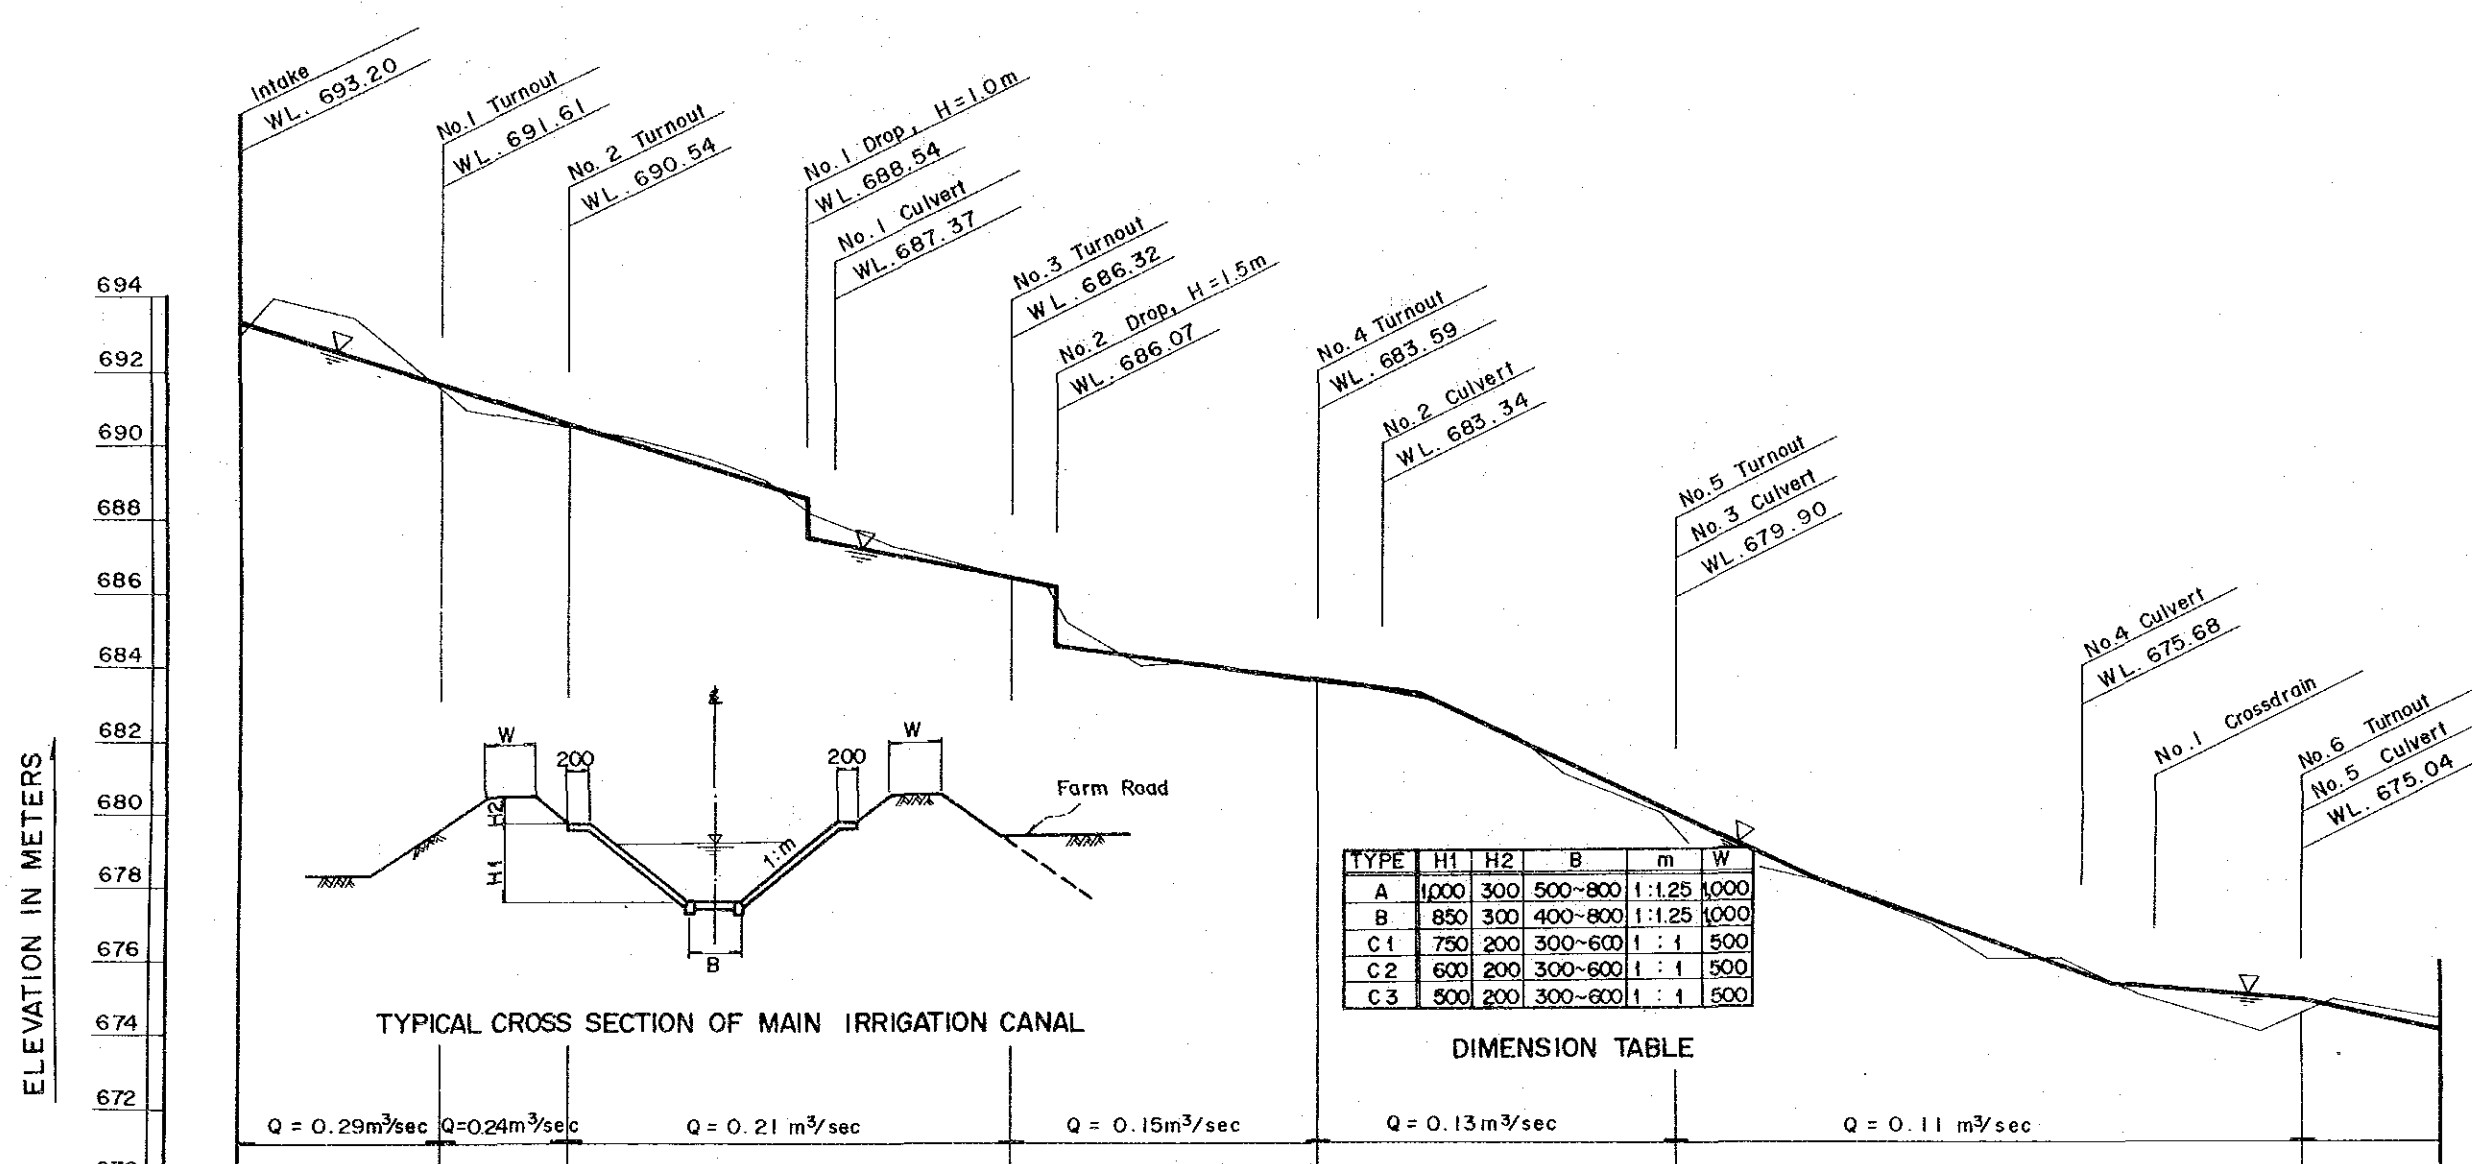 Intake
WL. 693.20
No.1 Turnout
WL. 691.61
No. 2 Turnout
WL. 690.54
No. 1 Drop, H=1.0m
WL. 688.54
No. 1 Culvert
WL. 687.37
No. 3 Turnout
WL. 686.32
No. 2 Drop, H=1.5m
WL. 686.07
No. 4 Turnout
WL. 683.59
No. 2 Culvert
WL. 683.34
No. 5 Turnout
No. 3 Culvert
WL. 679.90
No. 4 Culvert
WL. 675.68
No. 1 Crossdrain
No. 6 Turnout
No. 5 Culvert
WL. 675.04
694
692
690
688
686
684
682
680
678
676
674
672
ELEVATION IN METERS
W
200
200
W
H2
H1
1:m
B
Farm Road
TYPICAL CROSS SECTION OF MAIN IRRIGATION CANAL
TYPE H1 H2 B m W
A 1,000 300 500~800 1:1.25 1,000
B 850 300 400~800 1:1.25 1,000
C1 750 200 300~600 1 : 1 500
C2 600 200 300~600 1 : 1 500
C3 500 200 300~600 1 : 1 500
DIMENSION TABLE
Q = 0.29m³/sec Q=0.24m³/sec Q = 0.21 m³/sec Q = 0.15m³/sec Q = 0.13m³/sec Q = 0.11 m³/sec